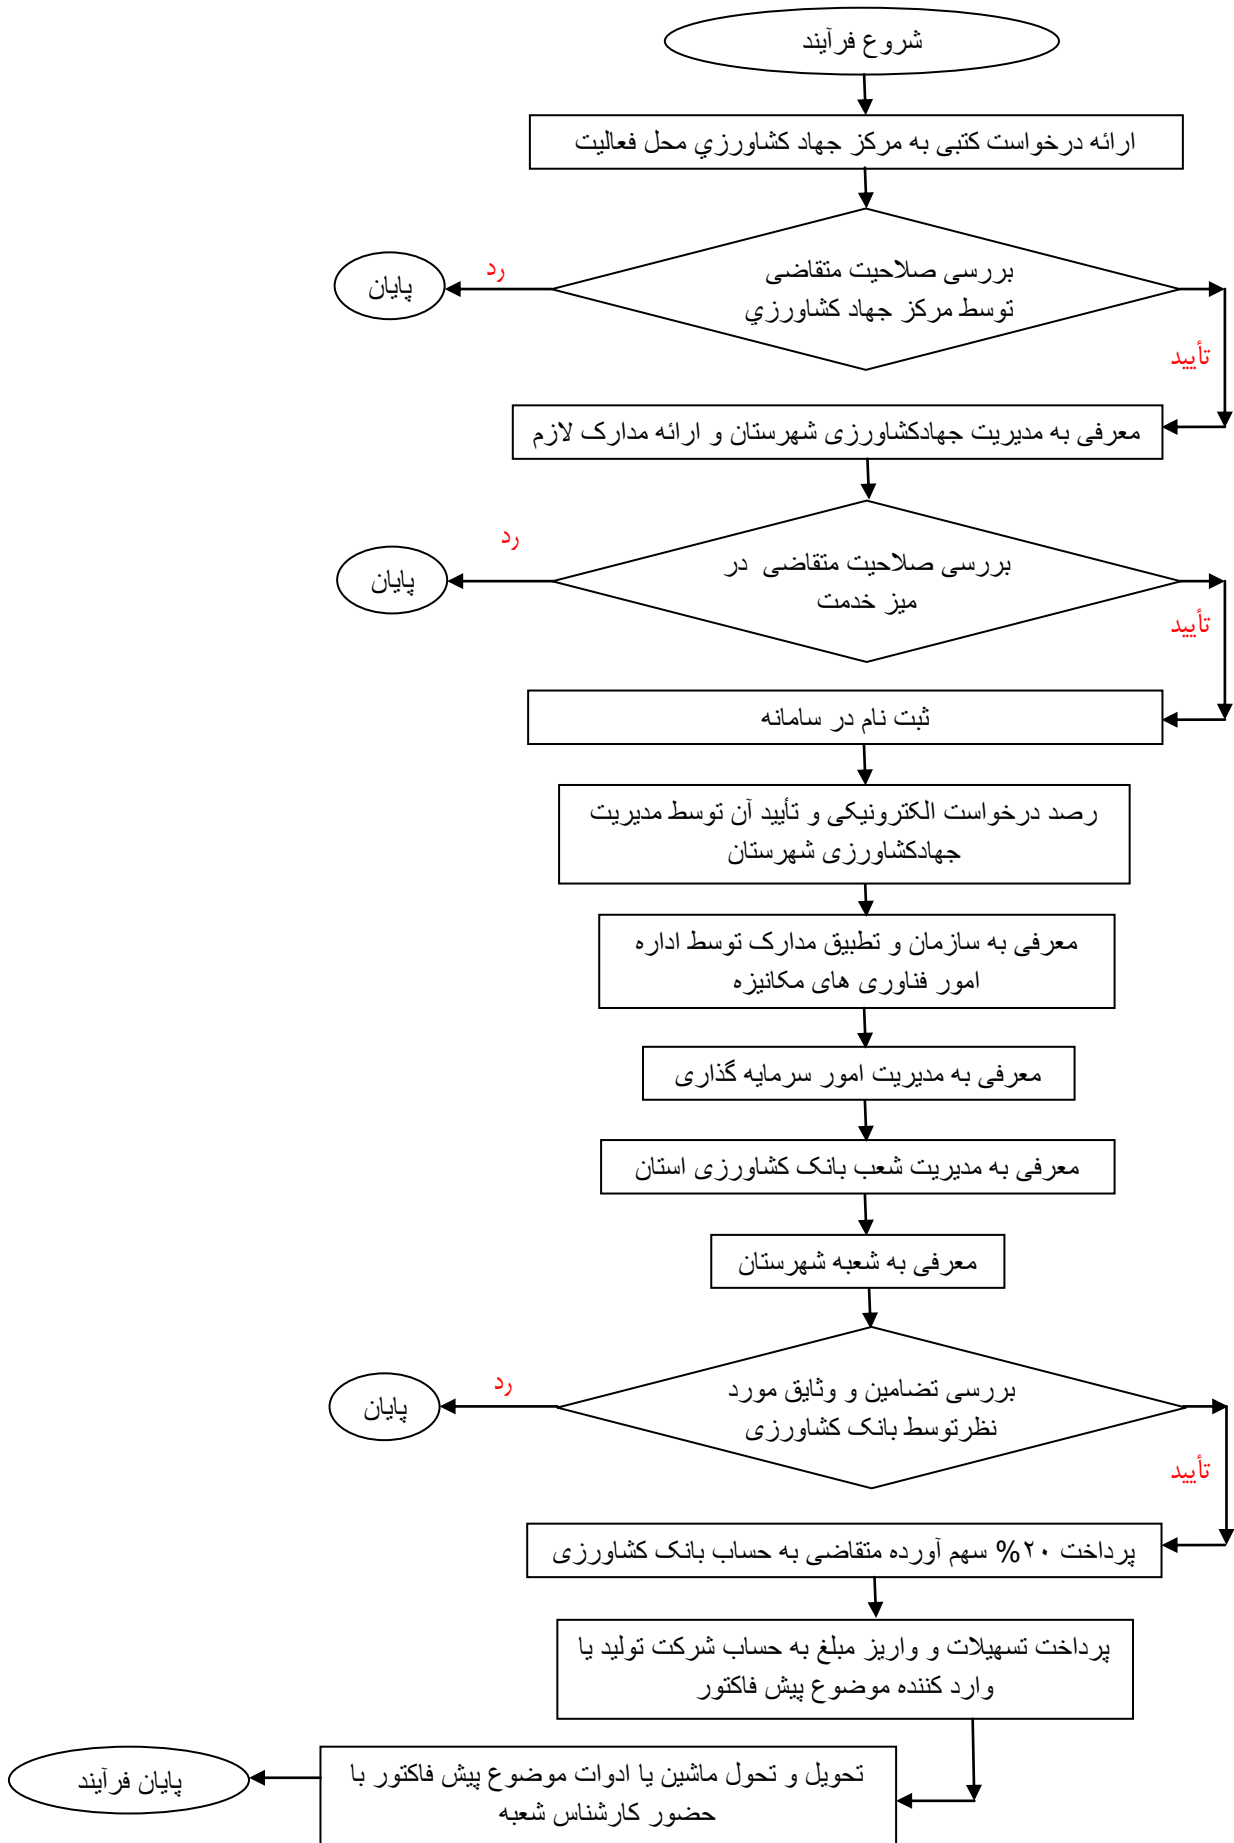 شروع فرآیند
ارائه درخواست کتبی به مرکز جهاد کشاورزي محل فعالیت
بررسی صلاحیت متقاضی
توسط مرکز جهاد کشاورزي
رد
پایان
تأیید
معرفی به مدیریت جهادکشاورزی شهرستان و ارائه مدارک لازم
بررسی صلاحیت متقاضی در
میز خدمت
رد
پایان
تأیید
ثبت نام در سامانه
رصد درخواست الکترونیکی و تأیید آن توسط مدیریت
جهادکشاورزی شهرستان
معرفی به سازمان و تطبیق مدارک توسط اداره
امور فناوری های مکانیزه
معرفی به مدیریت امور سرمایه گذاری
معرفی به مدیریت شعب بانک کشاورزی استان
معرفی به شعبه شهرستان
بررسی تضامین و وثایق مورد
نظرتوسط بانک کشاورزی
رد
پایان
تأیید
پرداخت ۲۰% سهم آورده متقاضی به حساب بانک کشاورزی
پرداخت تسهیلات و واریز مبلغ به حساب شرکت تولید یا
وارد کننده موضوع پیش فاکتور
تحویل و تحول ماشین یا ادوات موضوع پیش فاکتور با
حضور کارشناس شعبه
پایان فرآیند